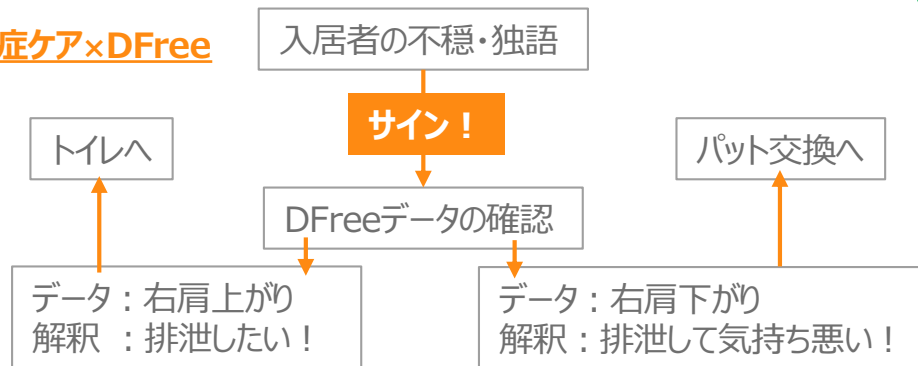 症ケア×DFree
入居者の不穏・独語
サイン！
トイレへ
パット交換へ
DFreeデータの確認
データ：右肩上がり
解釈 ：排泄したい！
データ：右肩下がり
解釈：排泄して気持ち悪い！